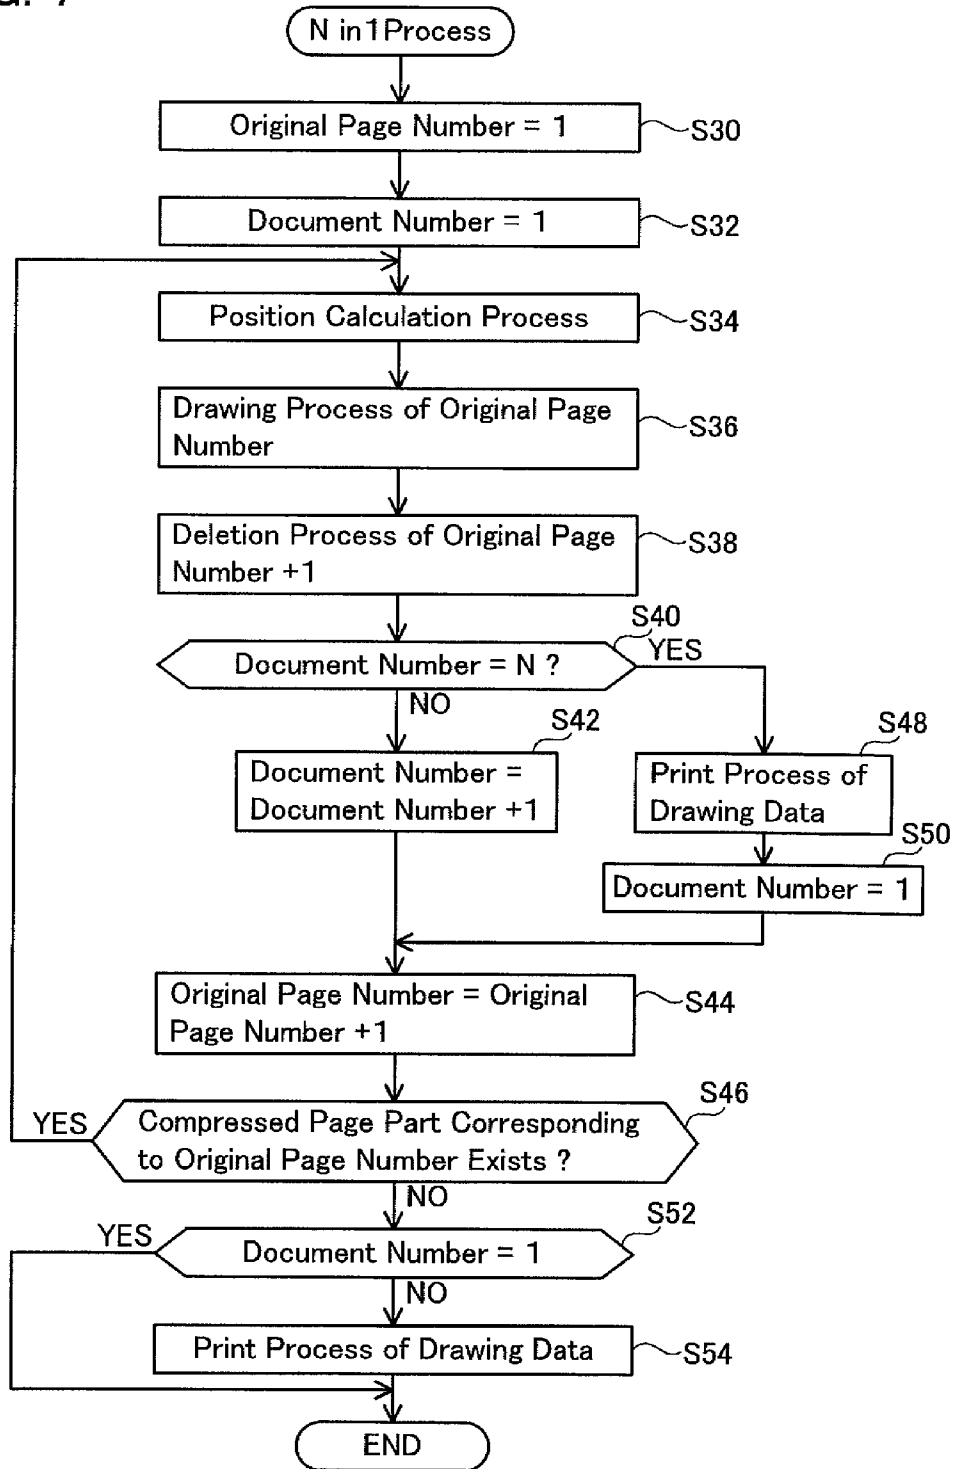 N in1Process
Original Page Number = 1
S30
Document Number = 1
S32
Position Calculation Process
S34
Drawing Process of Original Page
Number
S36
Deletion Process of Original Page
Number +1
S38
S40
Document Number = N ?
YES
NO
S42
Document Number =
Document Number +1
S48
Print Process of
Drawing Data
S50
Document Number = 1
Original Page Number = Original
Page Number +1
S44
S46
Compressed Page Part Corresponding
to Original Page Number Exists ?
YES
NO
S52
YES
Document Number = 1
NO
Print Process of Drawing Data
S54
END